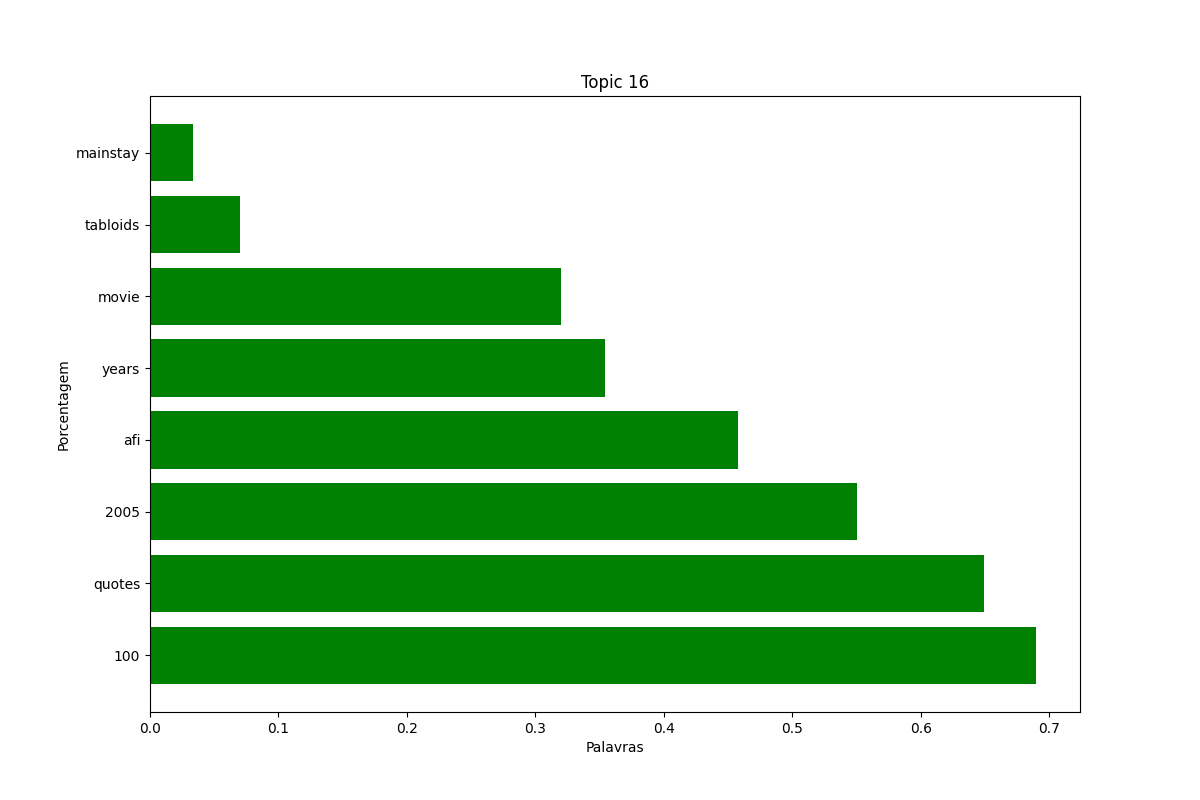 Topic 16
mainstay
tabloids
movie
years
afi
2005
quotes
100
Porcentagem
0.0 0.1 0.2 0.3 0.4 0.5 0.6 0.7
Palavras